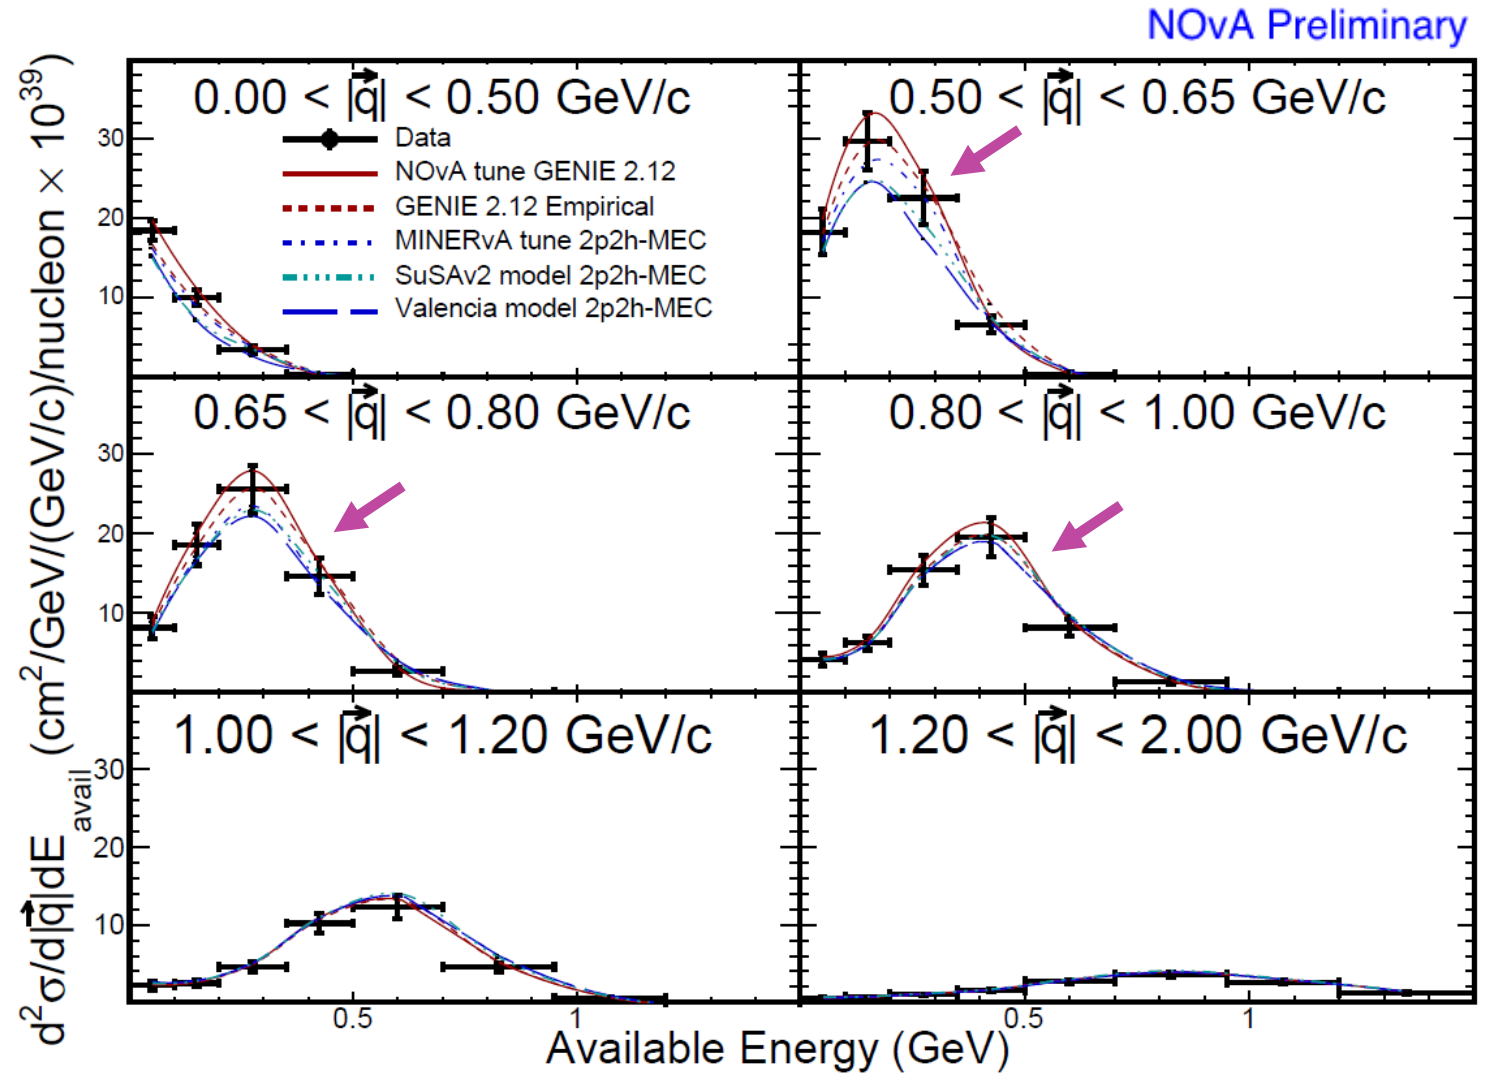 NOvA Preliminary
d²σ/d|q⃗|dE_avail (cm²/GeV/(GeV/c)/nucleon × 10³⁹)
0.00 < |q⃗| < 0.50 GeV/c
Data
NOvA tune GENIE 2.12
GENIE 2.12 Empirical
MINERvA tune 2p2h-MEC
SuSAv2 model 2p2h-MEC
Valencia model 2p2h-MEC
30
20
10
0.50 < |q⃗| < 0.65 GeV/c
0.65 < |q⃗| < 0.80 GeV/c
30
20
10
0.80 < |q⃗| < 1.00 GeV/c
1.00 < |q⃗| < 1.20 GeV/c
30
20
10
1.20 < |q⃗| < 2.00 GeV/c
0.5 1 0.5 1
Available Energy (GeV)